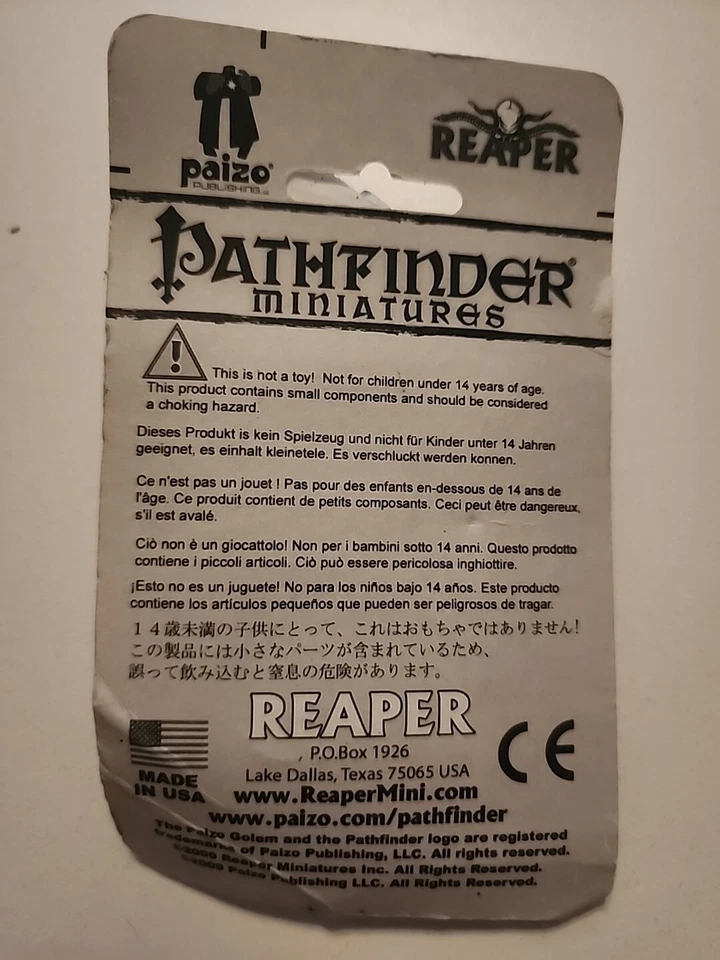 paizo®
PUBLISHING LLC
REAPER
PATHFINDER®
MINIATURES
This is not a toy! Not for children under 14 years of age.
This product contains small components and should be considered
a choking hazard.
Dieses Produkt is kein Spielzeug und nicht für Kinder unter 14 Jahren
geeignet, es einhalt kleinetele. Es verschluckt werden konnen.
Ce n'est pas un jouet ! Pas pour des enfants en-dessous de 14 ans de
l'âge. Ce produit contient de petits composants. Ceci peut être dangereux,
s'il est avalé.
Ciò non è un giocattolo! Non per i bambini sotto 14 anni. Questo prodotto
contiene i piccoli articoli. Ciò può essere pericolosa inghiottire.
¡Esto no es un juguete! No para los niños bajo 14 años. Este producto
contiene los artículos pequeños que pueden ser peligrosos de tragar.
14歳未満の子供にとって、これはおもちゃではありません!
この製品には小さなパーツが含まれているため、
誤って飲み込むと窒息の危険があります。
REAPER
P.O.Box 1926
Lake Dallas, Texas 75065 USA
MADE
IN USA
CE
www.ReaperMini.com
www.paizo.com/pathfinder
The Paizo Golem and the Pathfinder logo are registered
trademarks of Paizo Publishing, LLC. All rights reserved.
©2009 Reaper Miniatures Inc. All Rights Reserved.
©2009 Paizo Publishing LLC. All Rights Reserved.